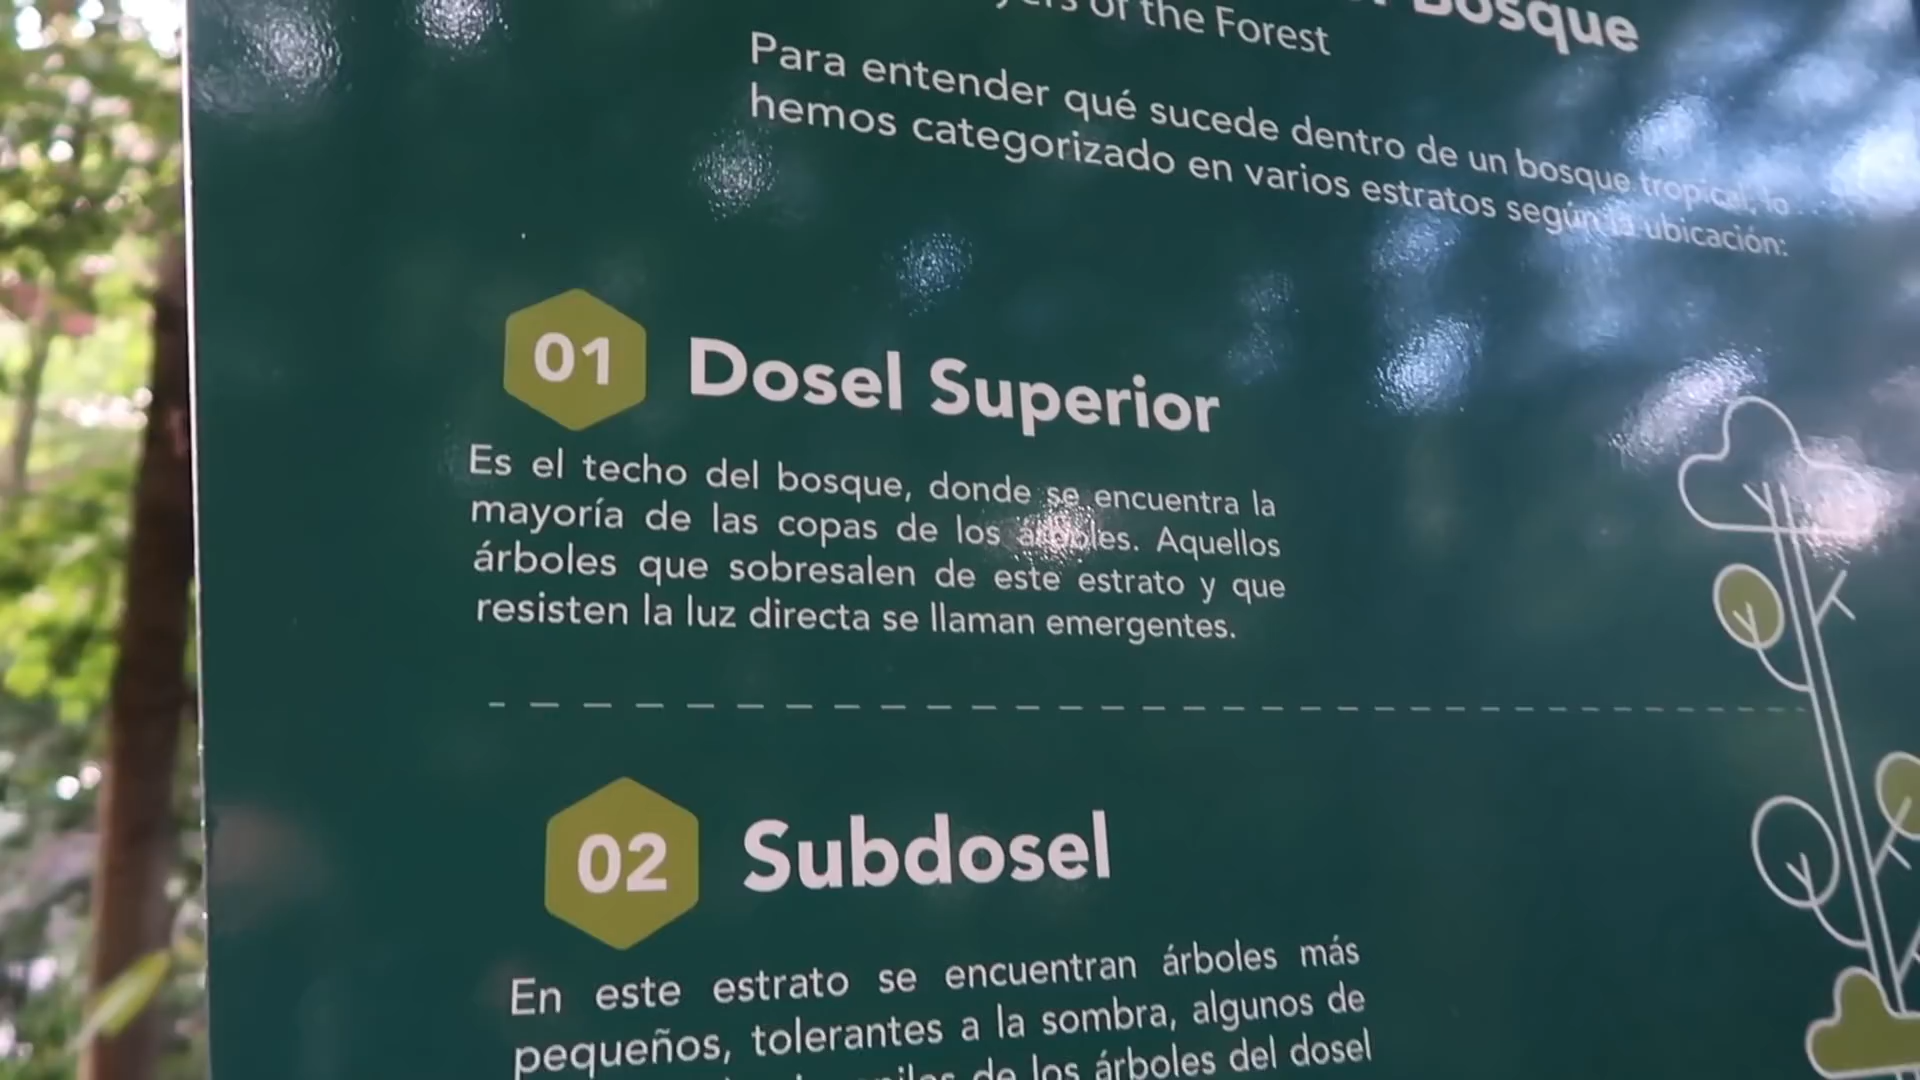 Bosque
of the Forest
Para entender qué sucede dentro de un bosque tropical, lo
hemos categorizado en varios estratos según la ubicación:
01 Dosel Superior
Es el techo del bosque, donde se encuentra la
mayoría de las copas de los árboles. Aquellos
árboles que sobresalen de este estrato y que
resisten la luz directa se llaman emergentes.
02 Subdosel
En este estrato se encuentran árboles más
pequeños, tolerantes a la sombra, algunos de
de los árboles del dosel